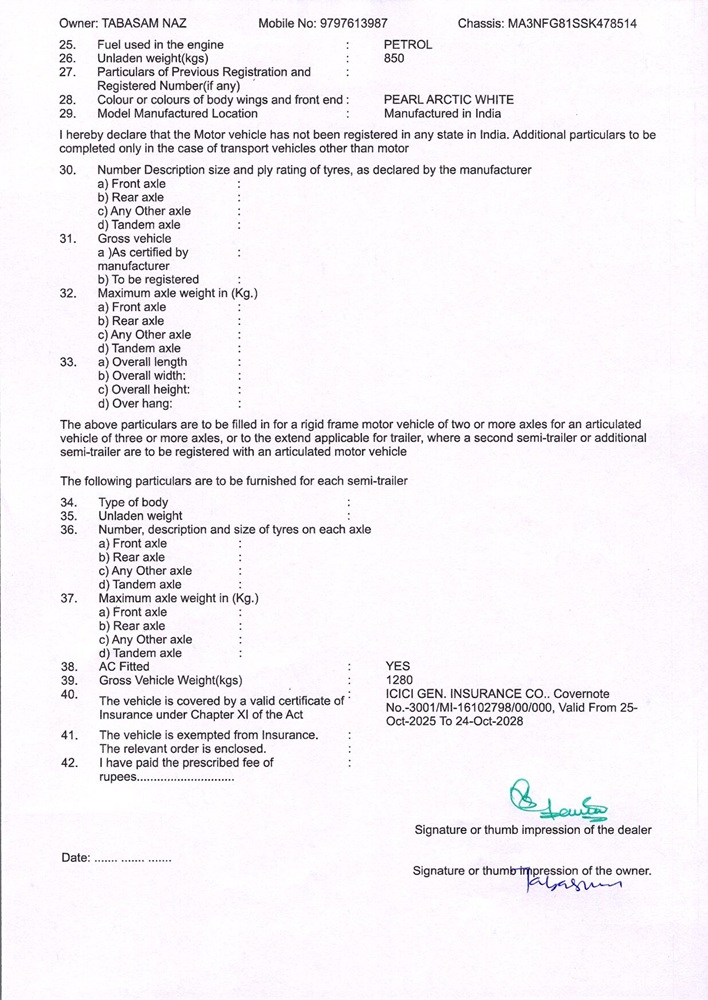 Owner: TABASAM NAZ Mobile No: 9797613987 Chassis: MA3NFG81SSK478514
25. Fuel used in the engine : PETROL
26. Unladen weight(kgs) : 850
27. Particulars of Previous Registration and :
Registered Number(if any)
28. Colour or colours of body wings and front end : PEARL ARCTIC WHITE
29. Model Manufactured Location : Manufactured in India
I hereby declare that the Motor vehicle has not been registered in any state in India. Additional particulars to be
completed only in the case of transport vehicles other than motor
30. Number Description size and ply rating of tyres, as declared by the manufacturer
a) Front axle :
b) Rear axle :
c) Any Other axle :
d) Tandem axle :
31. Gross vehicle
a )As certified by :
manufacturer
b) To be registered :
32. Maximum axle weight in (Kg.)
a) Front axle :
b) Rear axle :
c) Any Other axle :
d) Tandem axle :
33. a) Overall length :
b) Overall width: :
c) Overall height: :
d) Over hang: :
The above particulars are to be filled in for a rigid frame motor vehicle of two or more axles for an articulated
vehicle of three or more axles, or to the extend applicable for trailer, where a second semi-trailer or additional
semi-trailer are to be registered with an articulated motor vehicle
The following particulars are to be furnished for each semi-trailer
34. Type of body :
35. Unladen weight :
36. Number, description and size of tyres on each axle
a) Front axle :
b) Rear axle :
c) Any Other axle :
d) Tandem axle :
37. Maximum axle weight in (Kg.)
a) Front axle :
b) Rear axle :
c) Any Other axle :
d) Tandem axle :
38. AC Fitted : YES
39. Gross Vehicle Weight(kgs) : 1280
40. The vehicle is covered by a valid certificate of : ICICI GEN. INSURANCE CO.. Covernote
Insurance under Chapter XI of the Act No.-3001/MI-16102798/00/000, Valid From 25-
Oct-2025 To 24-Oct-2028
41. The vehicle is exempted from Insurance. :
The relevant order is enclosed. :
42. I have paid the prescribed fee of :
rupees.............................
Signature or thumb impression of the dealer
Date: ....... ....... .......
Signature or thumb impression of the owner.
Tabasum